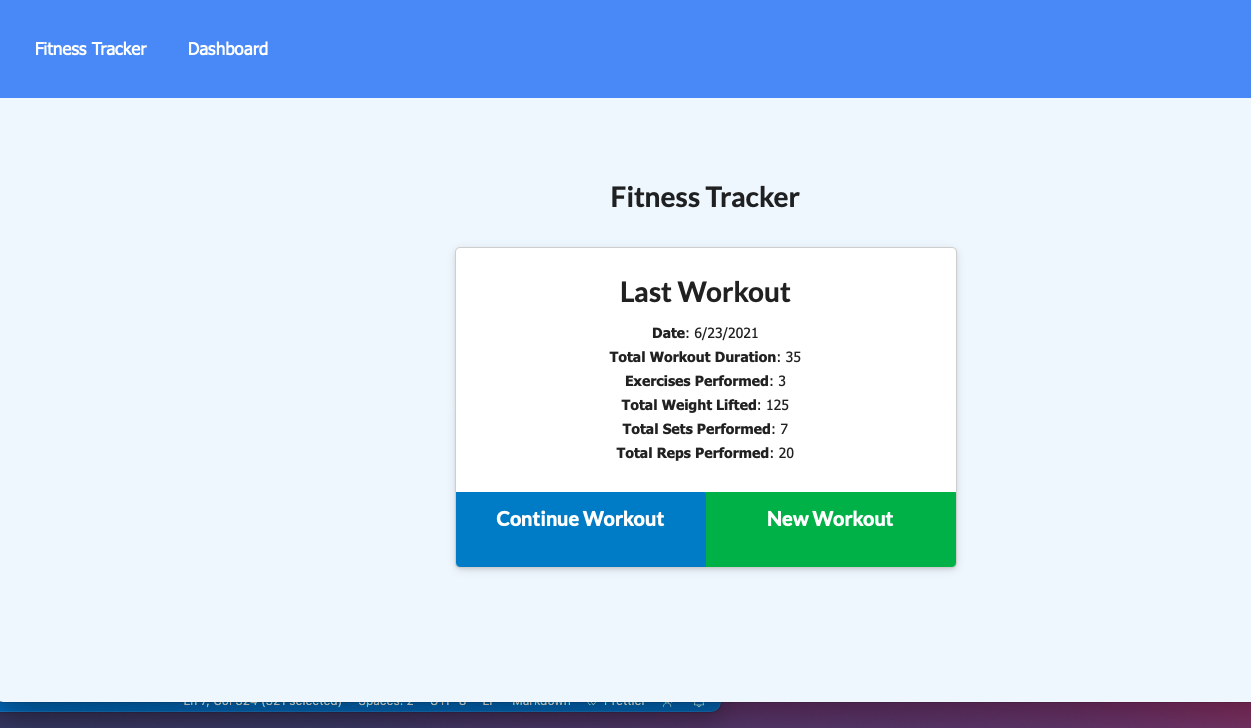 Fitness Tracker Dashboard
Fitness Tracker
Last Workout
Date: 6/23/2021
Total Workout Duration: 35
Exercises Performed: 3
Total Weight Lifted: 125
Total Sets Performed: 7
Total Reps Performed: 20
Continue Workout New Workout
selected) Spaces: 2 Markdown Prettier